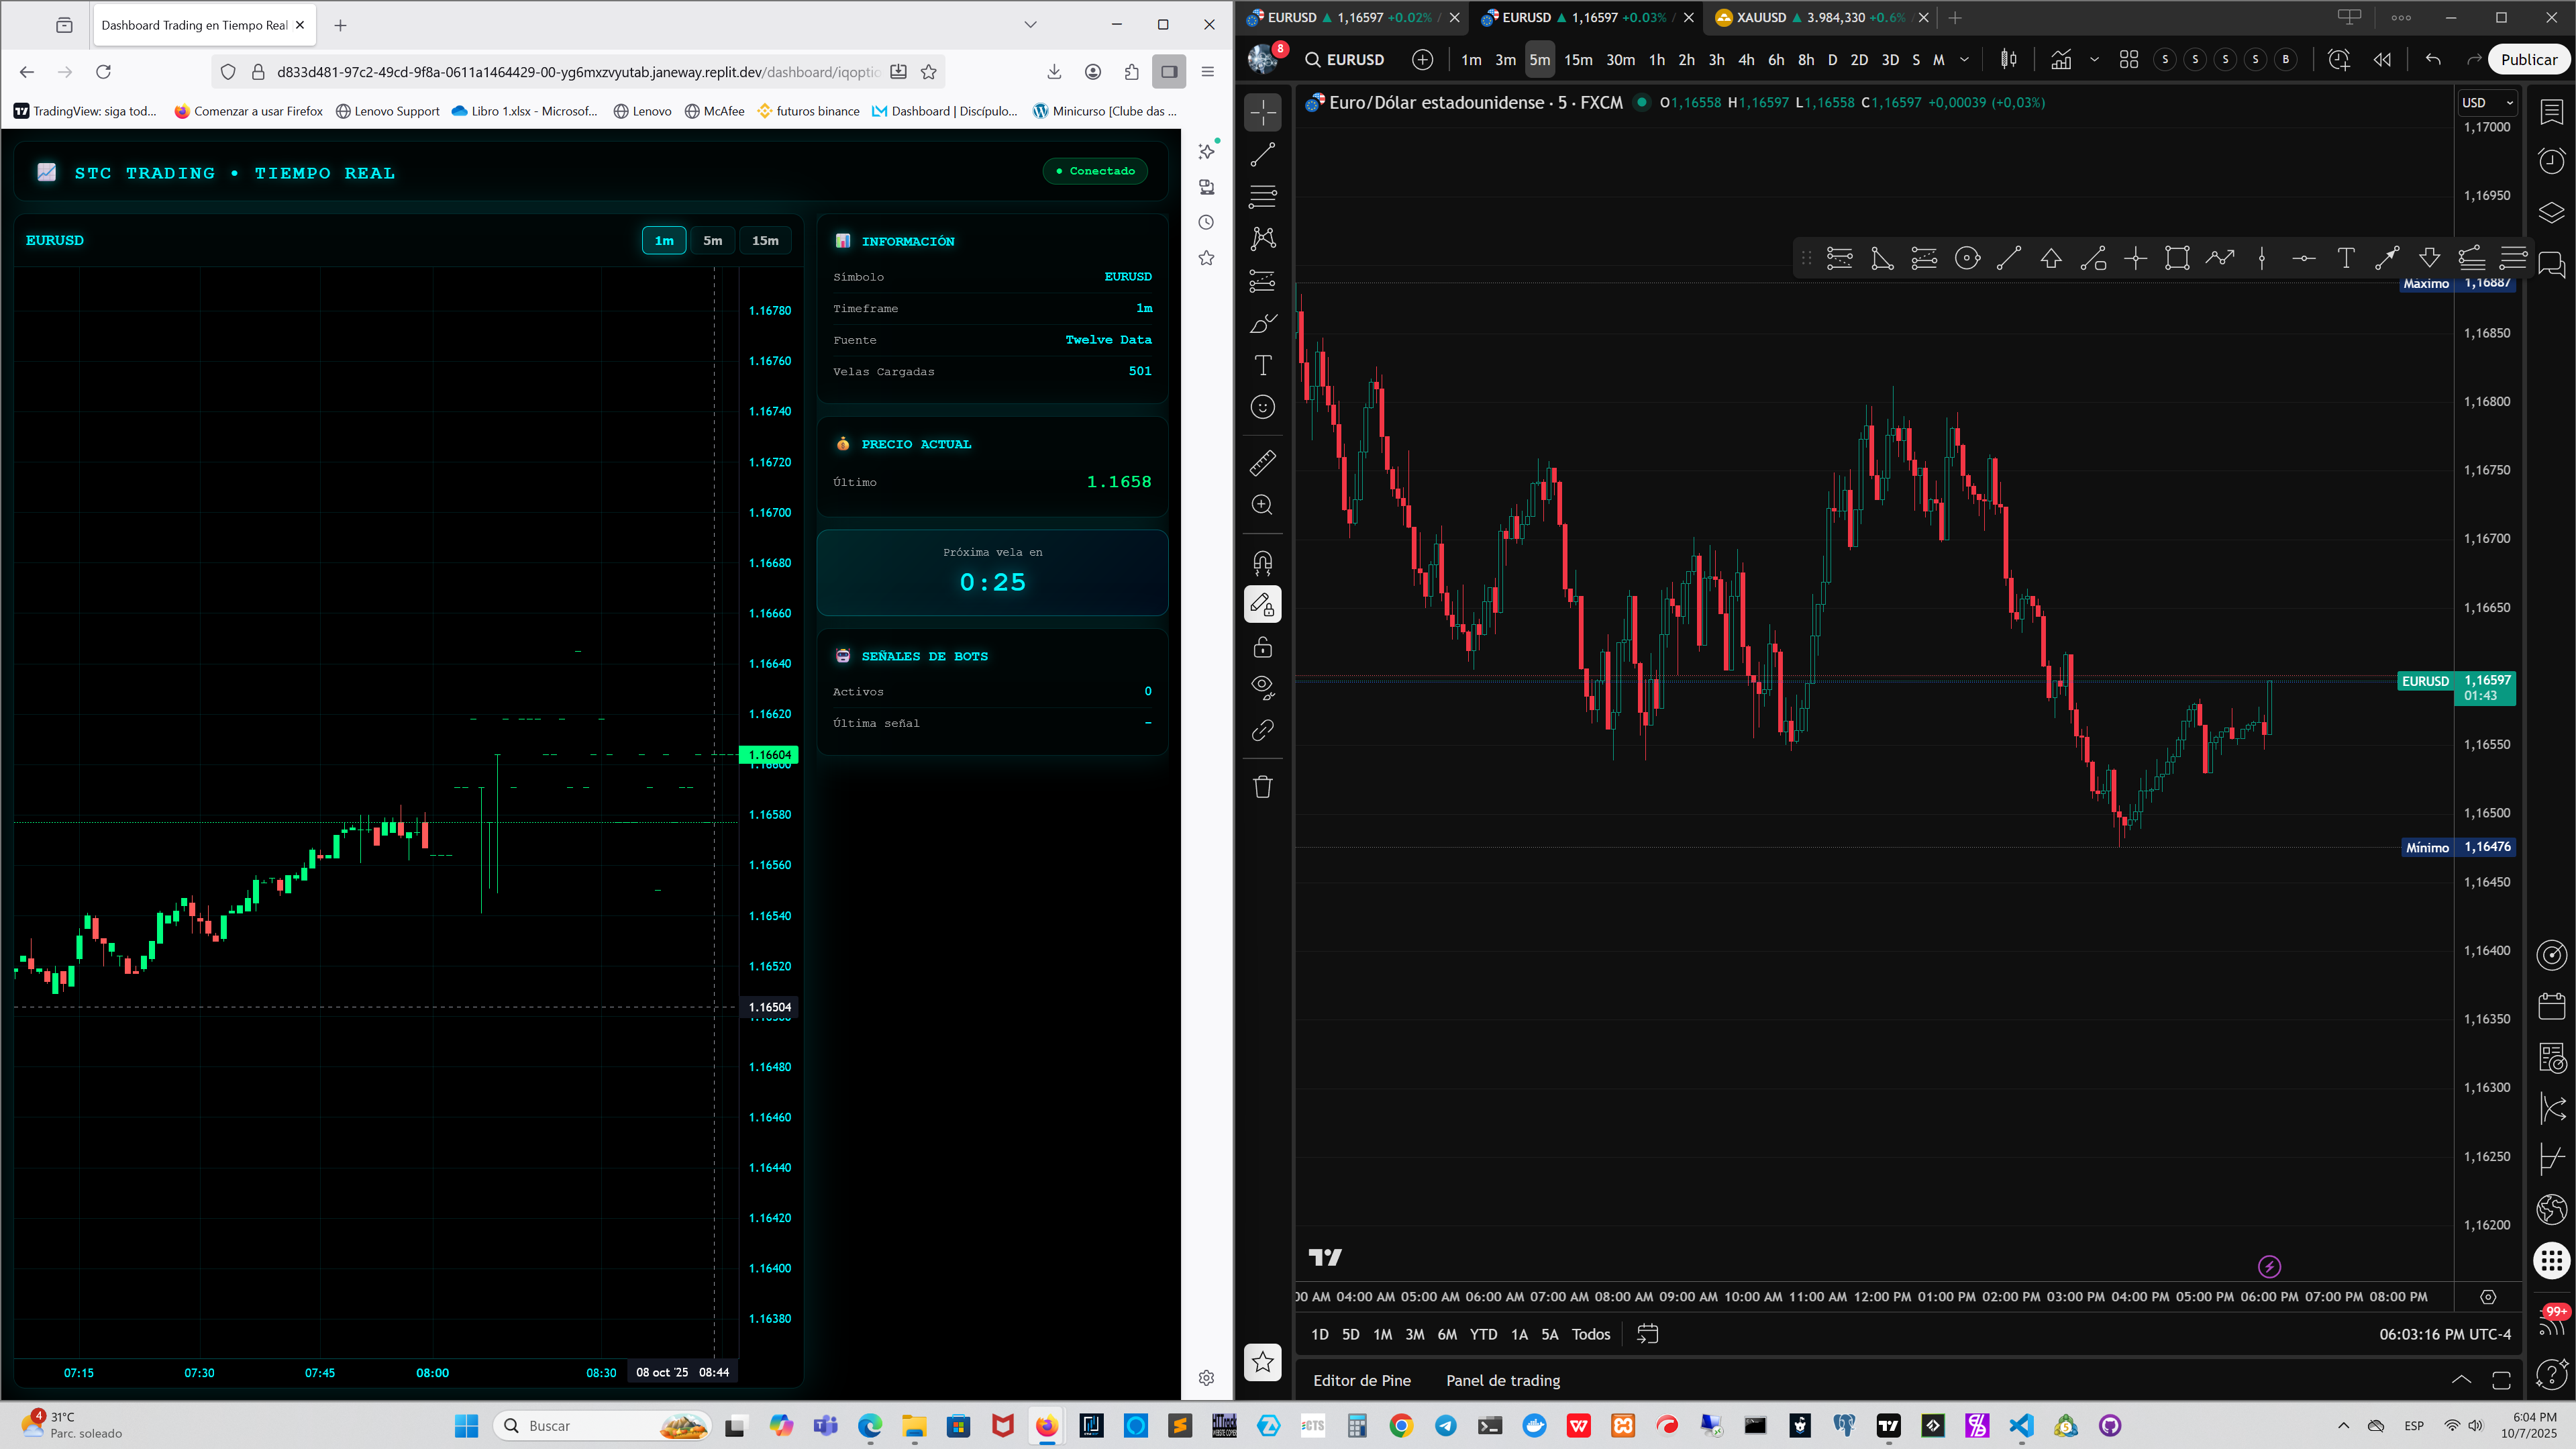 Dashboard Trading en Tiempo Real
d833d481-97c2-49cd-9f8a-0611a1464429-00-yg6mxzvyutab.janeway.replit.dev/dashboard/iqoptio
TradingView: siga tod... Comenzar a usar Firefox Lenovo Support Libro 1.xlsx - Microsof... Lenovo McAfee futuros binance Dashboard | Discípulo... Minicurso [Clube das ...
STC TRADING • TIEMPO REAL
Conectado
EURUSD
1m 5m 15m
1.16780
1.16760
1.16740
1.16720
1.16700
1.16680
1.16660
1.16640
1.16620
1.16604
1.16600
1.16580
1.16560
1.16540
1.16520
1.16504
1.16480
1.16460
1.16440
1.16420
1.16400
1.16380
07:15 07:30 07:45 08:00 08:30 08 oct '25 08:44
INFORMACIÓN
Símbolo EURUSD
Timeframe 1m
Fuente Twelve Data
Velas Cargadas 501
PRECIO ACTUAL
Último 1.1658
Próxima vela en
0:25
SEÑALES DE BOTS
Activos 0
Última señal –
EURUSD 1,16597 +0.02% / EURUSD 1,16597 +0.03% / XAUUSD 3.984,330 +0.6% /
8
EURUSD 1m 3m 5m 15m 30m 1h 2h 3h 4h 6h 8h D 2D 3D S M S S S S B Publicar
Euro/Dólar estadounidense · 5 · FXCM O1,16558 H1,16597 L1,16558 C1,16597 +0,00039 (+0,03%)
USD
1,17000
1,16950
Máximo 1,16887
1,16850
1,16800
1,16750
1,16700
1,16650
EURUSD 1,16597
01:43
1,16550
1,16500
Mínimo 1,16476
1,16450
1,16400
1,16350
1,16300
1,16250
1,16200
00 AM 04:00 AM 05:00 AM 06:00 AM 07:00 AM 08:00 AM 09:00 AM 10:00 AM 11:00 AM 12:00 PM 01:00 PM 02:00 PM 03:00 PM 04:00 PM 05:00 PM 06:00 PM 07:00 PM 08:00 PM
1D 5D 1M 3M 6M YTD 1A 5A Todos
06:03:16 PM UTC-4
Editor de Pine Panel de trading
99+
4
31°C
Parc. soleado
Buscar
ESP
6:04 PM
10/7/2025